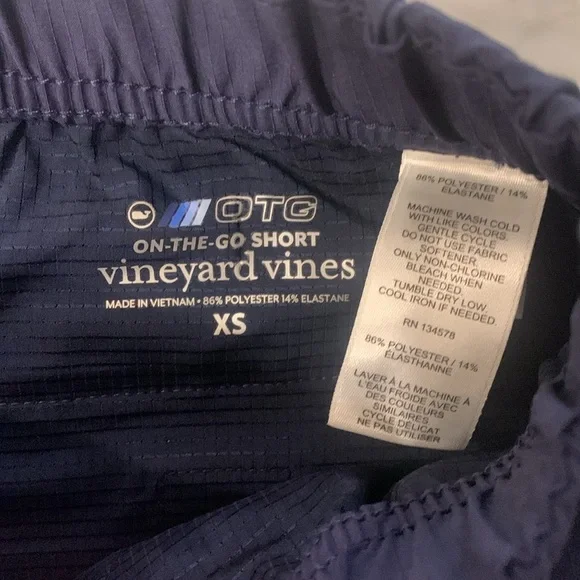 OTG
ON-THE-GO SHORT
vineyard vines
MADE IN VIETNAM • 86% POLYESTER 14% ELASTANE
XS
86% POLYESTER / 14%
ELASTANE
MACHINE WASH COLD
WITH LIKE COLORS.
GENTLE CYCLE
DO NOT USE FABRIC
SOFTENER.
ONLY NON-CHLORINE
BLEACH WHEN
NEEDED.
TUMBLE DRY LOW.
COOL IRON IF NEEDED.
RN 134578
86% POLYESTER / 14%
ÉLASTHANNE
LAVER À LA MACHINE À
L'EAU FROIDE AVEC
DES COULEURS
SIMILAIRES
CYCLE DÉLICAT
NE PAS UTILISER